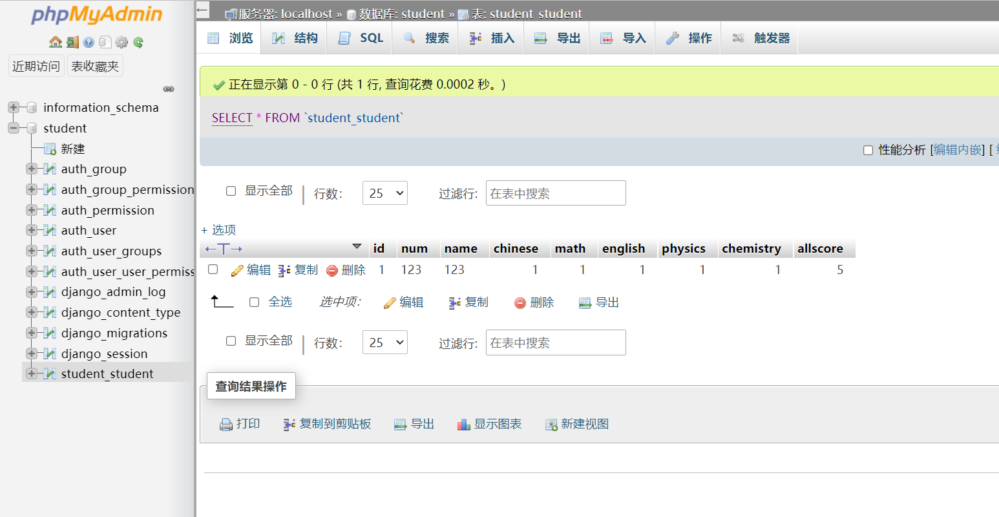 phpMyAdmin
近期访问 表收藏夹
information_schema
student
新建
auth_group
auth_group_permission
auth_permission
auth_user
auth_user_groups
auth_user_user_permiss
django_admin_log
django_content_type
django_migrations
django_session
student_student
服务器: localhost » 数据库: student » 表: student_student
浏览 结构 SQL 搜索 插入 导出 导入 操作 触发器
正在显示第 0 - 0 行 (共 1 行, 查询花费 0.0002 秒。)
SELECT * FROM `student_student`
性能分析 [编辑内嵌] [
显示全部 | 行数: 25 过滤行: 在表中搜索
+ 选项
←T→ id num name chinese math english physics chemistry allscore
编辑 复制 删除 1 123 123 1 1 1 1 1 5
全选 选中项: 编辑 复制 删除 导出
显示全部 | 行数: 25 过滤行: 在表中搜索
查询结果操作
打印 复制到剪贴板 导出 显示图表 新建视图